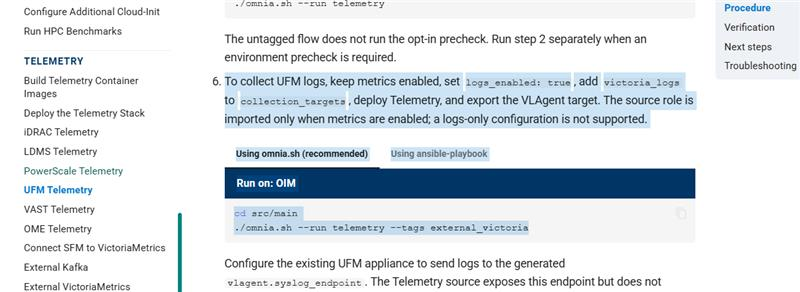 Configure Additional Cloud-Init
Run HPC Benchmarks
TELEMETRY
Build Telemetry Container
Images
Deploy the Telemetry Stack
iDRAC Telemetry
LDMS Telemetry
PowerScale Telemetry
UFM Telemetry
VAST Telemetry
OME Telemetry
Connect SFM to VictoriaMetrics
External Kafka
External VictoriaMetrics
./omnia.sh --run telemetry
The untagged flow does not run the opt-in precheck. Run step 2 separately when an
environment precheck is required.
6. To collect UFM logs, keep metrics enabled, set logs_enabled: true, add victoria_logs
to collection_targets, deploy Telemetry, and export the VLAgent target. The source role is
imported only when metrics are enabled; a logs-only configuration is not supported.
Using omnia.sh (recommended) Using ansible-playbook
Run on: OIM
cd src/main
./omnia.sh --run telemetry --tags external_victoria
Configure the existing UFM appliance to send logs to the generated
vlagent.syslog_endpoint. The Telemetry source exposes this endpoint but does not
Procedure
Verification
Next steps
Troubleshooting